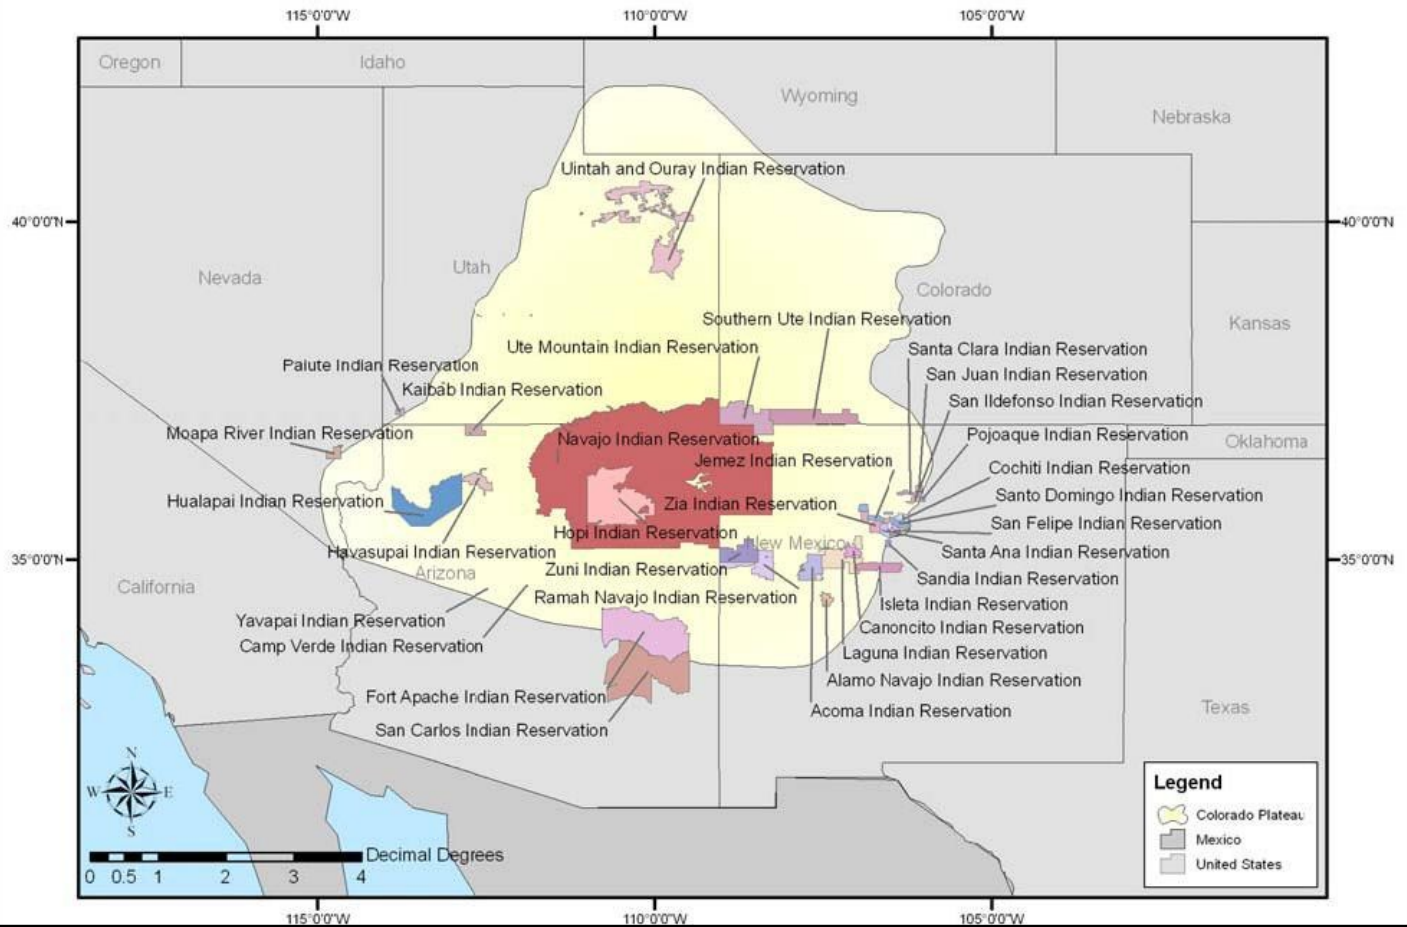 115°0'0"W 110°0'0"W 105°0'0"W
Oregon
Idaho
Wyoming
Nebraska
Uintah and Ouray Indian Reservation
40°0'0"N
40°0'0"N
Utah
Nevada
Colorado
Southern Ute Indian Reservation
Kansas
Ute Mountain Indian Reservation
Santa Clara Indian Reservation
Paiute Indian Reservation
San Juan Indian Reservation
Kaibab Indian Reservation
San Ildefonso Indian Reservation
Moapa River Indian Reservation
Navajo Indian Reservation
Pojoaque Indian Reservation
Oklahoma
Jemez Indian Reservation
Cochiti Indian Reservation
Hualapai Indian Reservation
Zia Indian Reservation
Santo Domingo Indian Reservation
San Felipe Indian Reservation
Hopi Indian Reservation
New Mexico
Havasupai Indian Reservation
Santa Ana Indian Reservation
35°0'0"N
35°0'0"N
Arizona
Zuni Indian Reservation
Sandia Indian Reservation
California
Ramah Navajo Indian Reservation
Isleta Indian Reservation
Yavapai Indian Reservation
Canoncito Indian Reservation
Camp Verde Indian Reservation
Laguna Indian Reservation
Alamo Navajo Indian Reservation
Fort Apache Indian Reservation
Acoma Indian Reservation
Texas
San Carlos Indian Reservation
N
W E
S
Legend
Colorado Plateau
Mexico
United States
Decimal Degrees
0 0.5 1 2 3 4
115°0'0"W 110°0'0"W 105°0'0"W